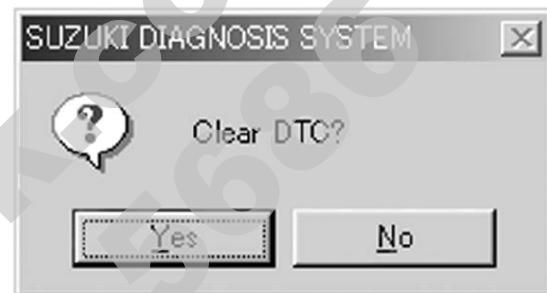 SUZUKI DIAGNOSIS SYSTEM
Clear DTC?
Yes No